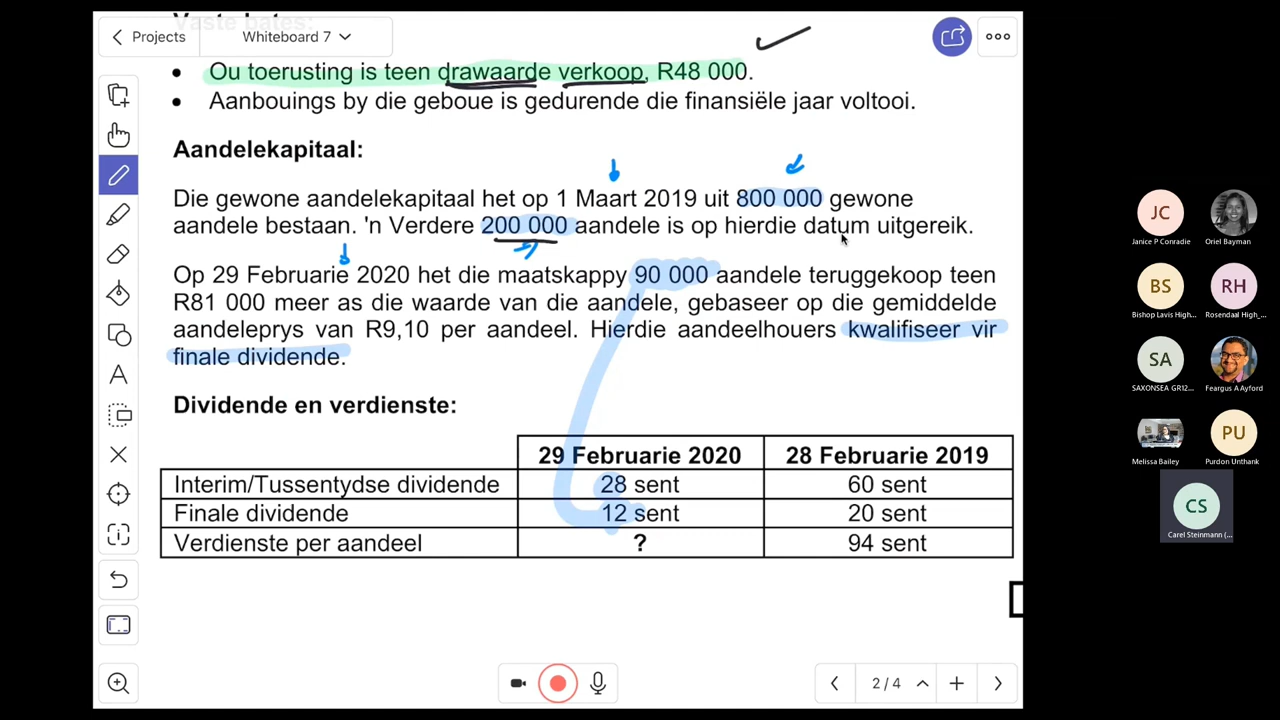 Vaste bates:
Projects
Whiteboard 7
• Ou toerusting is teen drawaarde verkoop, R48 000.
• Aanbouings by die geboue is gedurende die finansiële jaar voltooi.
Aandelekapitaal:
Die gewone aandelekapitaal het op 1 Maart 2019 uit 800 000 gewone
aandele bestaan. 'n Verdere 200 000 aandele is op hierdie datum uitgereik.
Op 29 Februarie 2020 het die maatskappy 90 000 aandele teruggekoop teen
R81 000 meer as die waarde van die aandele, gebaseer op die gemiddelde
aandeleprys van R9,10 per aandeel. Hierdie aandeelhouers kwalifiseer vir
finale dividende.
Dividende en verdienste:
29 Februarie 2020 28 Februarie 2019
Interim/Tussentydse dividende 28 sent 60 sent
Finale dividende 12 sent 20 sent
Verdienste per aandeel ? 94 sent
2 / 4
JC
Janice P Conradie
Oriel Bayman
BS
Bishop Lavis High...
RH
Rosendaal High_...
SA
SAXONSEA GR12...
Feargus A Ayford
Melissa Bailey
PU
Purdon Unthank
CS
Carel Steinmann (...